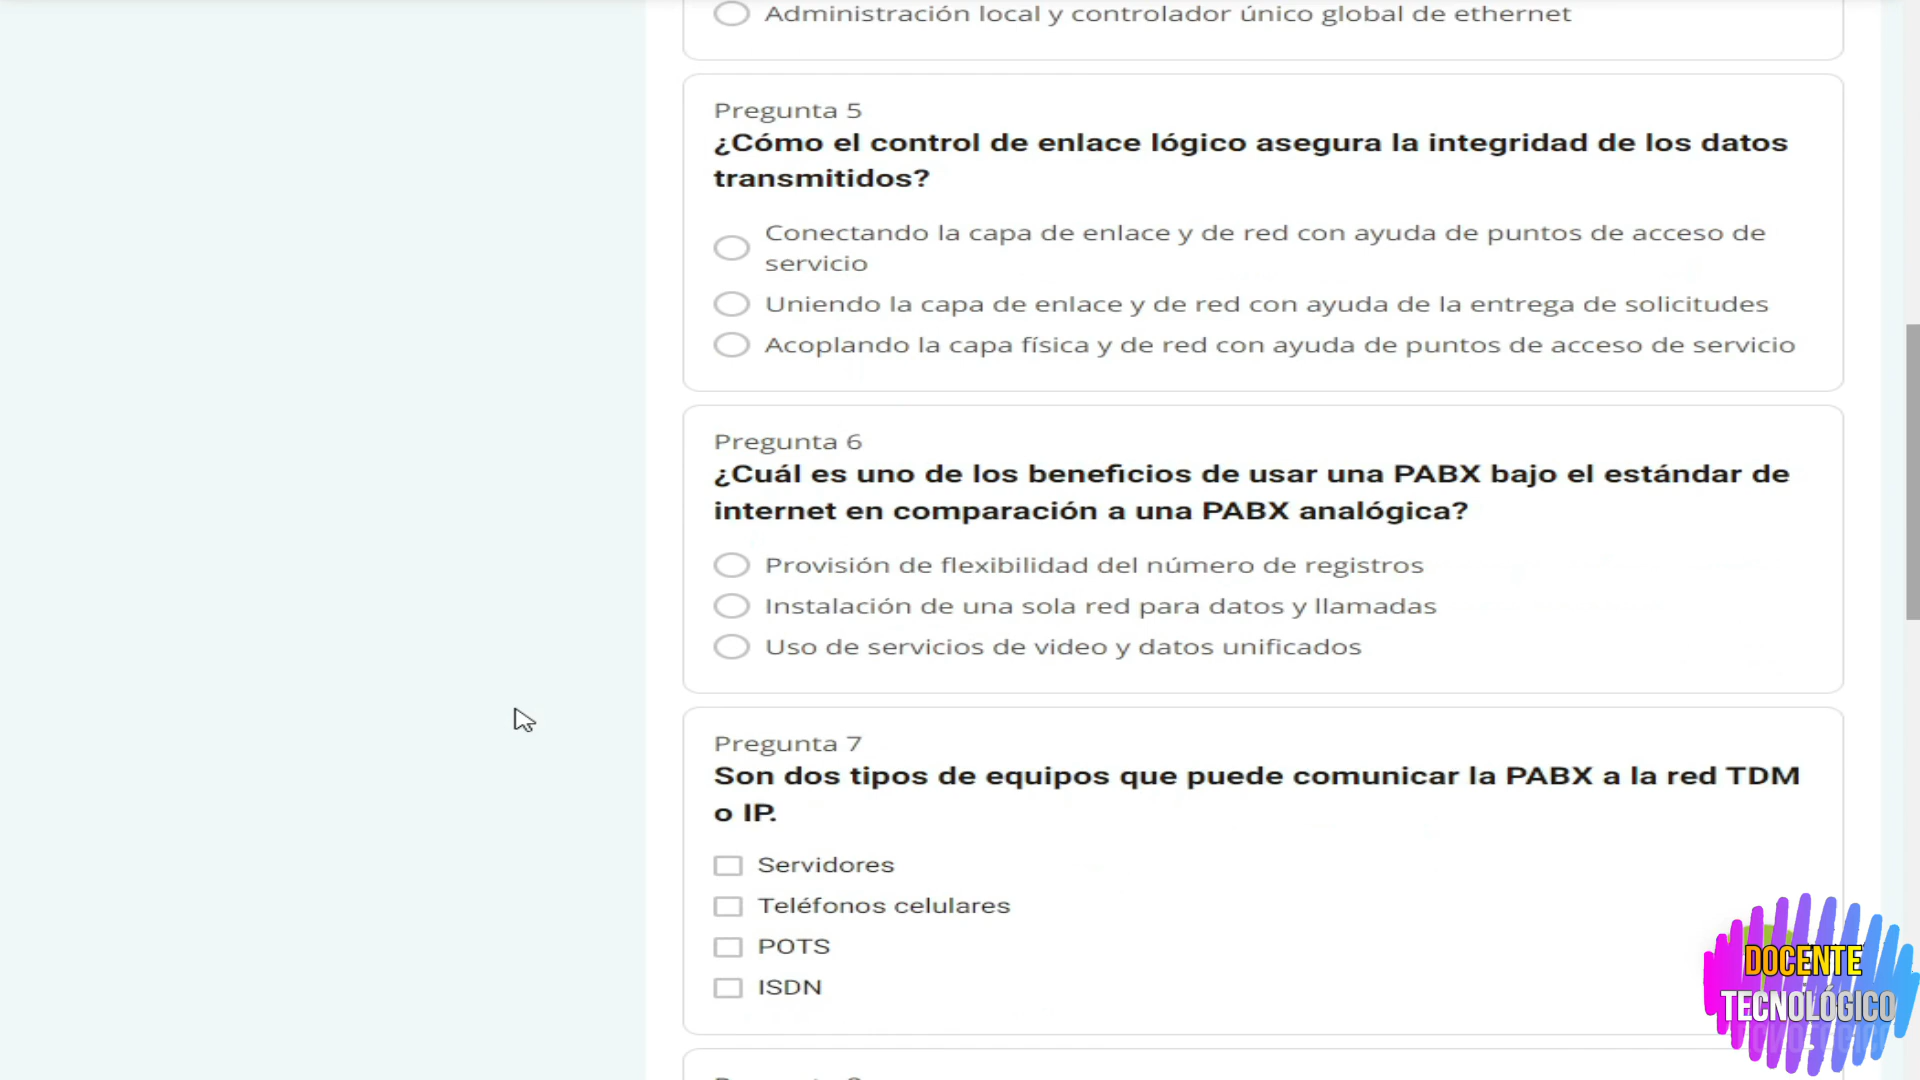 Administración local y controlador único global de ethernet
Pregunta 5
¿Cómo el control de enlace lógico asegura la integridad de los datos
transmitidos?
Conectando la capa de enlace y de red con ayuda de puntos de acceso de
servicio
Uniendo la capa de enlace y de red con ayuda de la entrega de solicitudes
Acoplando la capa física y de red con ayuda de puntos de acceso de servicio
Pregunta 6
¿Cuál es uno de los beneficios de usar una PABX bajo el estándar de
internet en comparación a una PABX analógica?
Provisión de flexibilidad del número de registros
Instalación de una sola red para datos y llamadas
Uso de servicios de video y datos unificados
Pregunta 7
Son dos tipos de equipos que puede comunicar la PABX a la red TDM
o IP.
Servidores
Teléfonos celulares
POTS
ISDN
DOCENTE
TECNOLÓGICO